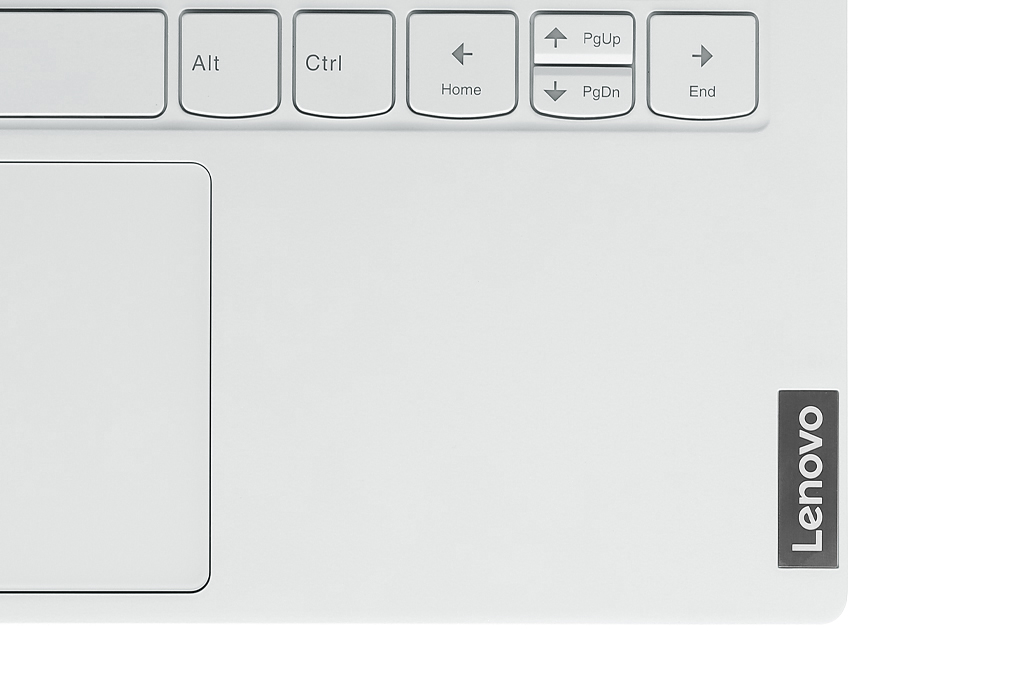 Alt
Ctrl
← Home
↑ PgUp
↓ PgDn
→ End
Lenovo